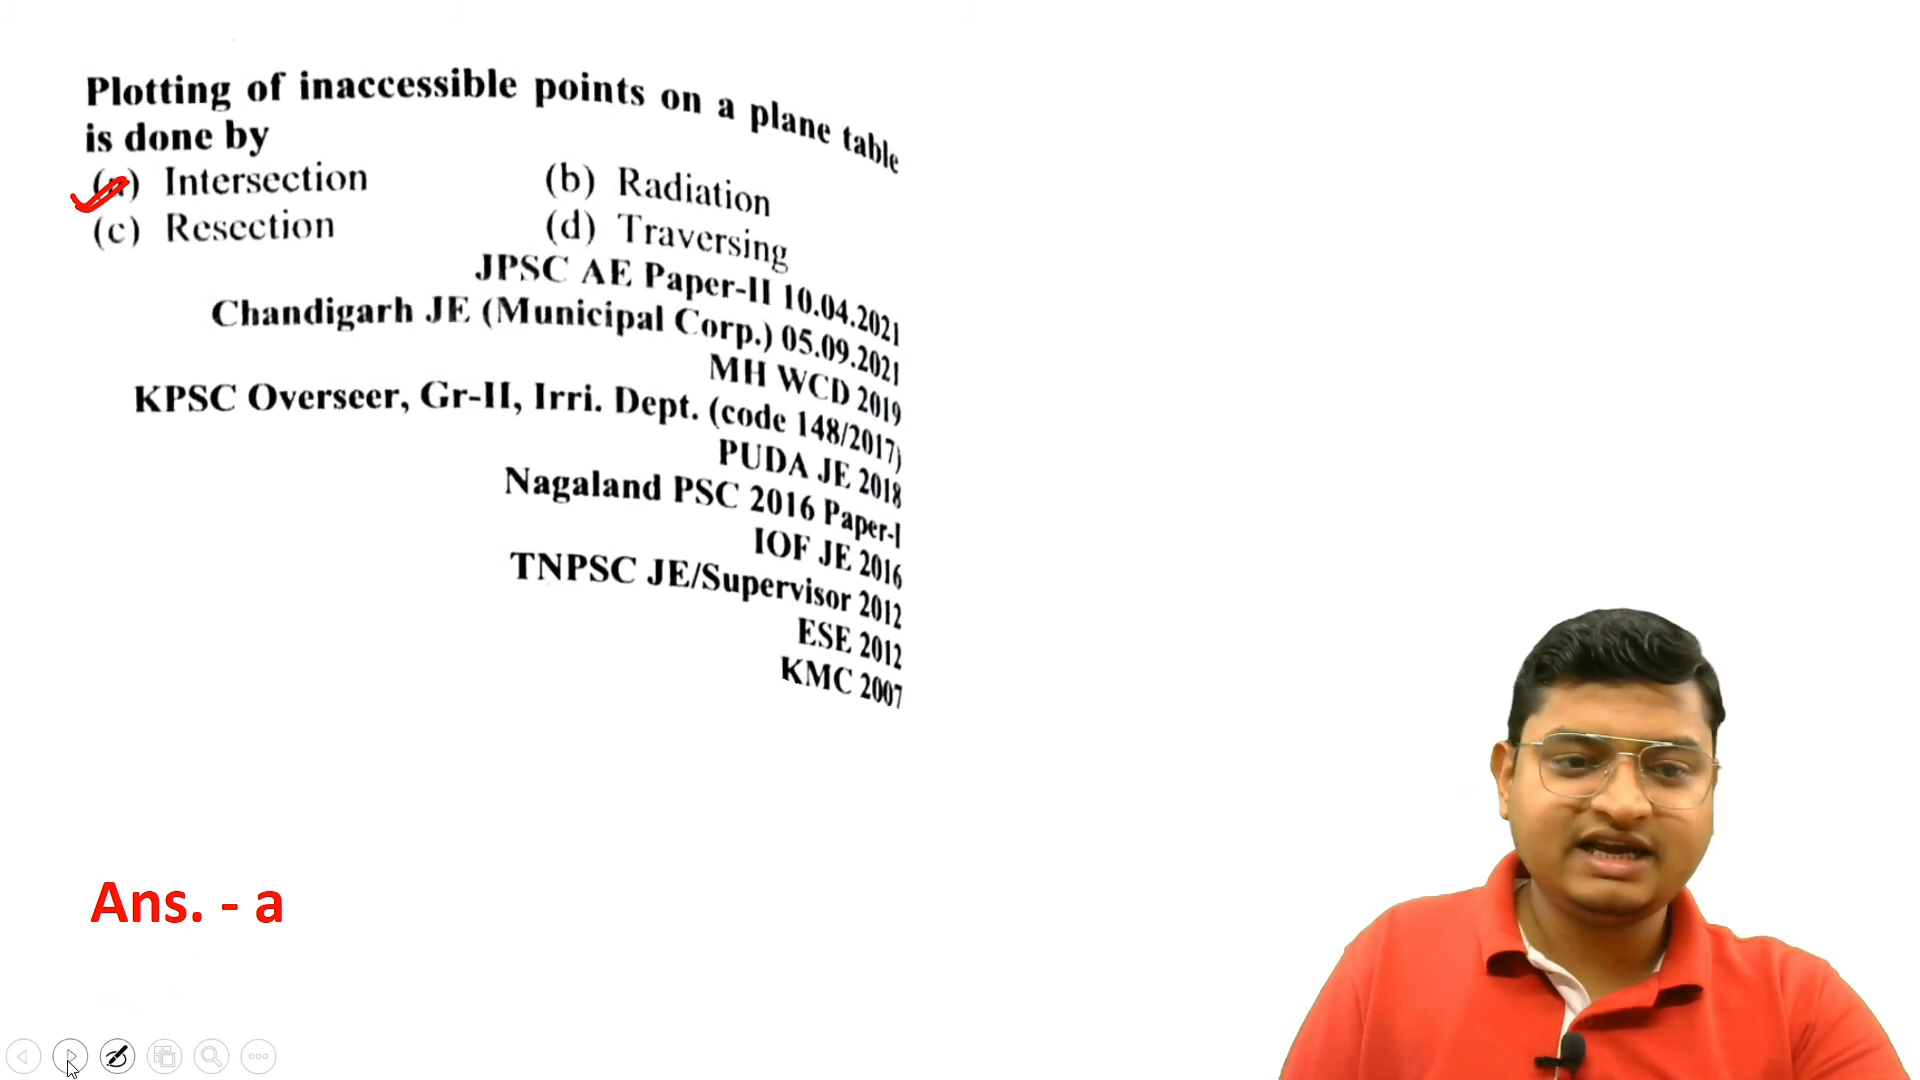 Plotting of inaccessible points on a plane table
is done by
(a) Intersection (b) Radiation
(c) Resection (d) Traversing
JPSC AE Paper-II 10.04.2021
Chandigarh JE (Municipal Corp.) 05.09.2021
MH WCD 2019
KPSC Overseer, Gr-II, Irri. Dept. (code 148/2017)
PUDA JE 2018
Nagaland PSC 2016 Paper-I
IOF JE 2016
TNPSC JE/Supervisor 2012
ESE 2012
KMC 2007
Ans. - a